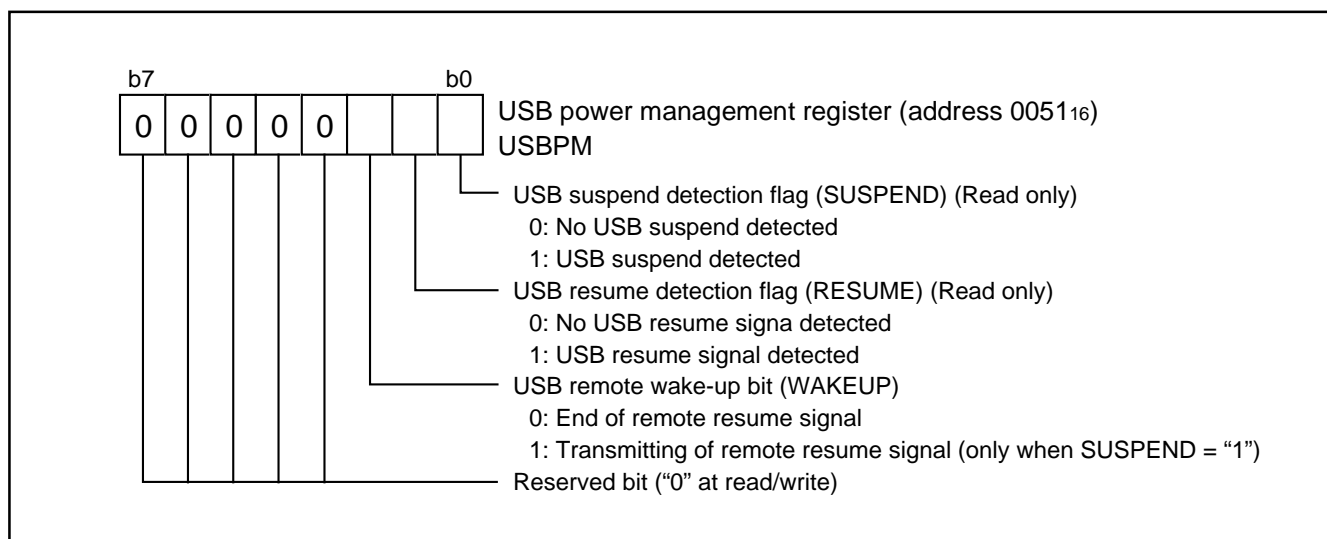 b7 b0
0 0 0 0 0
USB power management register (address 005116)
USBPM
USB suspend detection flag (SUSPEND) (Read only)
0: No USB suspend detected
1: USB suspend detected
USB resume detection flag (RESUME) (Read only)
0: No USB resume signa detected
1: USB resume signal detected
USB remote wake-up bit (WAKEUP)
0: End of remote resume signal
1: Transmitting of remote resume signal (only when SUSPEND = “1”)
Reserved bit (“0” at read/write)